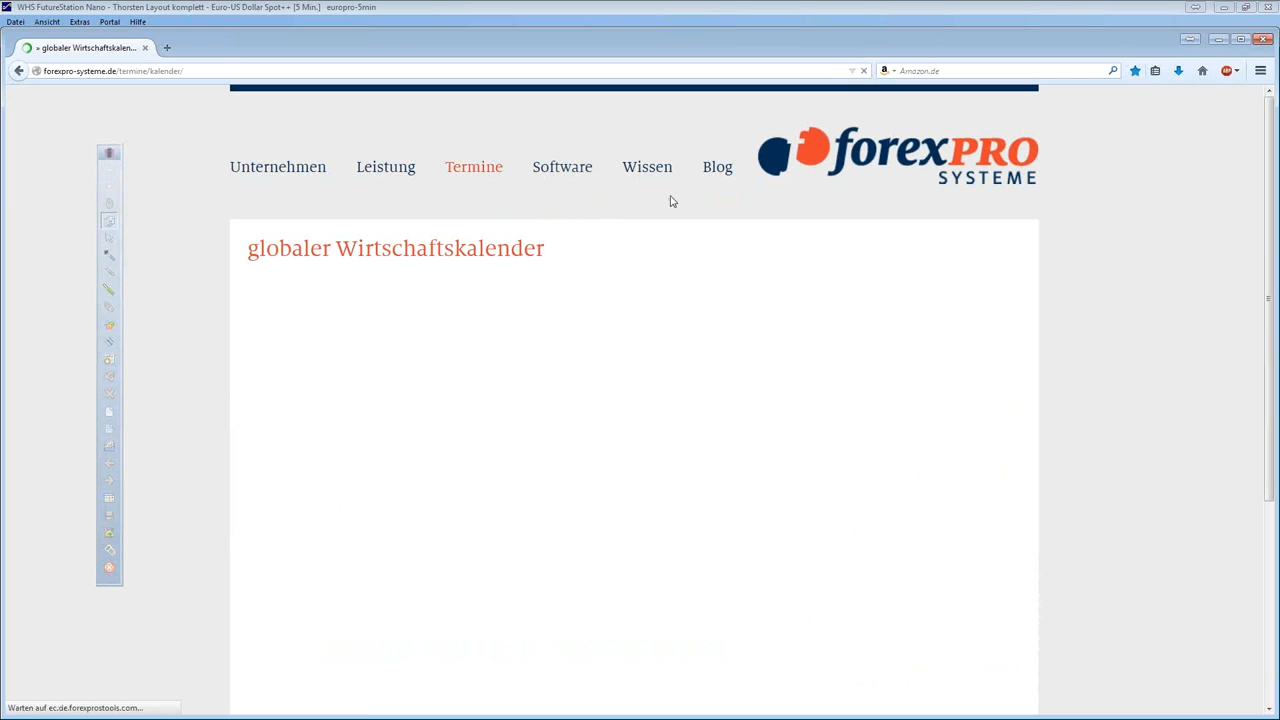 WHS FutureStation Nano - Thorsten Layout komplett - Euro-US Dollar Spot++ [5 Min.] europro-5min
Datei Ansicht Extras Portal Hilfe
» globaler Wirtschaftskalen...
forexpro-systeme.de/termine/kalender/
Amazon.de
Unternehmen Leistung Termine Software Wissen Blog
forexPRO
SYSTEME
globaler Wirtschaftskalender
Warten auf ec.de.forexprostools.com...